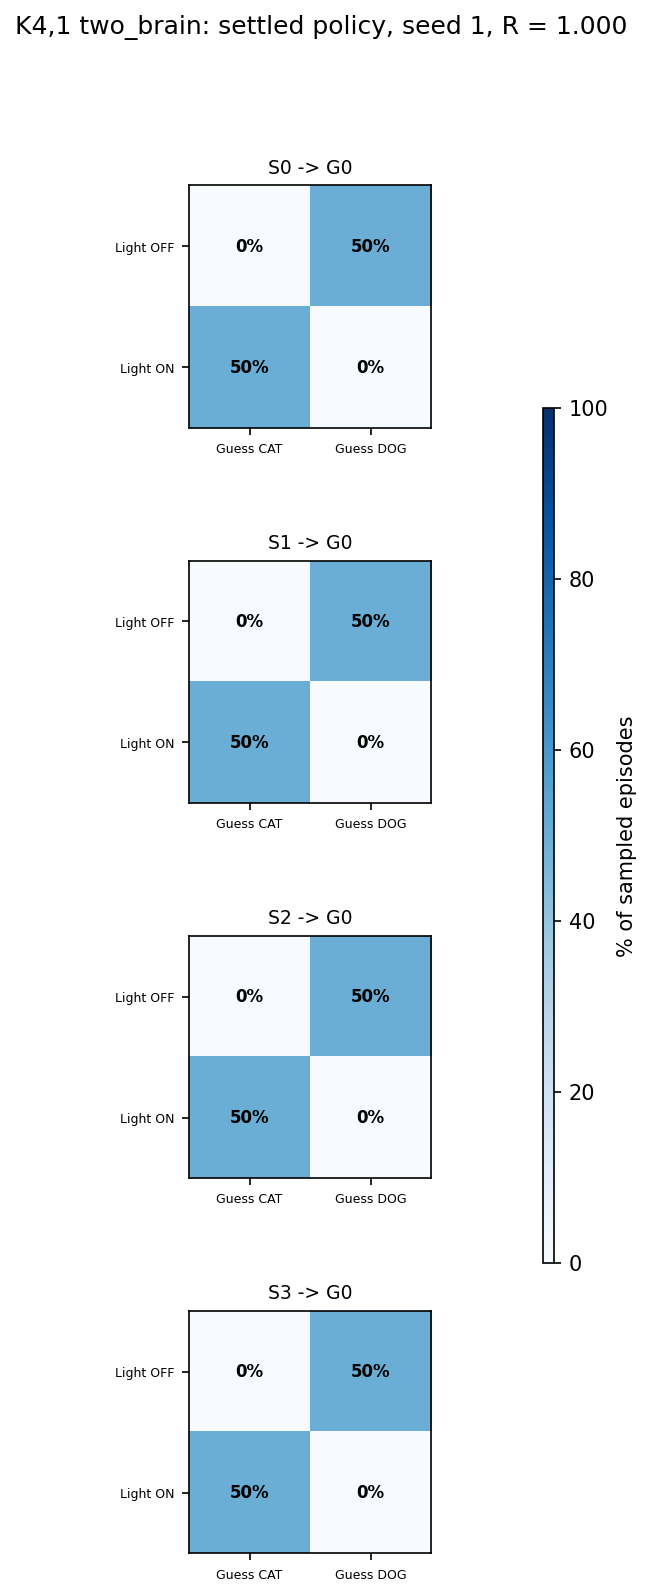 K4,1 two_brain: settled policy, seed 1, R = 1.000
S0 -> G0
Light OFF
0%
50%
Light ON
50%
0%
Guess CAT
Guess DOG
S1 -> G0
Light OFF
0%
50%
Light ON
50%
0%
Guess CAT
Guess DOG
S2 -> G0
Light OFF
0%
50%
Light ON
50%
0%
Guess CAT
Guess DOG
S3 -> G0
Light OFF
0%
50%
Light ON
50%
0%
Guess CAT
Guess DOG
100
80
60
40
20
0
% of sampled episodes